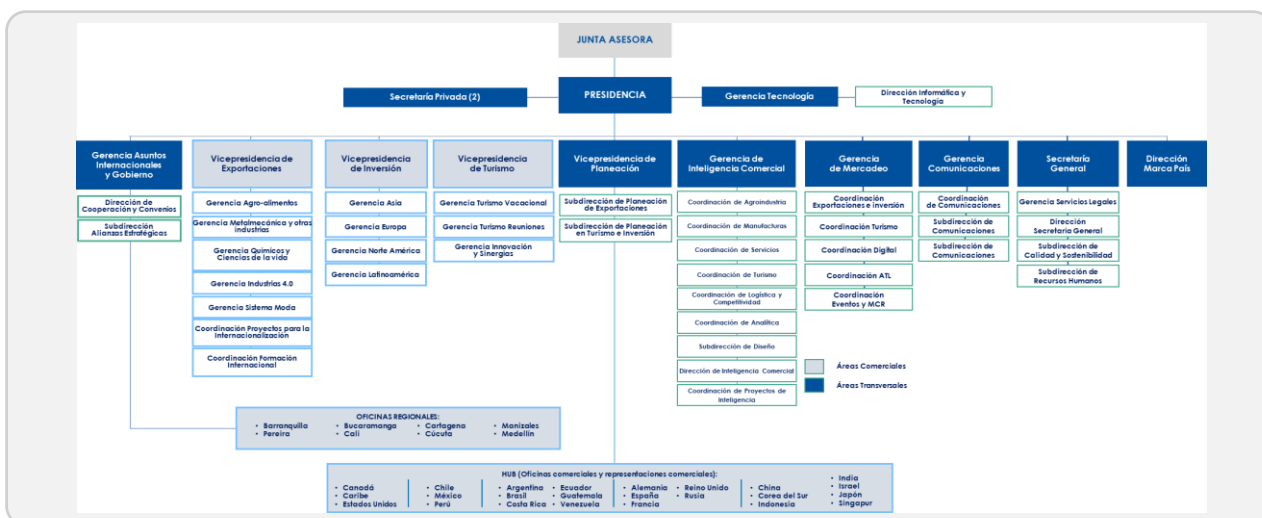 JUNTA ASESORA
PRESIDENCIA
Secretaría Privada (2)
Gerencia Tecnología
Dirección Informática y
Tecnología
Gerencia Asuntos
Internacionales
y Gobierno
Dirección de
Cooperación y Convenios
Subdirección
Alianzas Estratégicas
Vicepresidencia de
Exportaciones
Gerencia Agro-alimentos
Gerencia Metalmecánica y otras
industrias
Gerencia Químicos y
Ciencias de la vida
Gerencia Industrias 4.0
Gerencia Sistema Moda
Coordinación Proyectos para la
Internacionalización
Coordinación Formación
Internacional
Vicepresidencia
de Inversión
Gerencia Asia
Gerencia Europa
Gerencia Norte América
Gerencia Latinoamérica
Vicepresidencia
de Turismo
Gerencia Turismo Vacacional
Gerencia Turismo Reuniones
Gerencia Innovación
y Sinergias
Vicepresidencia de
Planeación
Subdirección de Planeación
de Exportaciones
Subdirección de Planeación
en Turismo e Inversión
Gerencia de
Inteligencia Comercial
Coordinación de Agroindustria
Coordinación de Manufacturas
Coordinación de Servicios
Coordinación de Turismo
Coordinación de Logística y
Competitividad
Coordinación de Analítica
Subdirección de Diseño
Dirección de Inteligencia Comercial
Coordinación de Proyectos de
Inteligencia
Gerencia
de Mercadeo
Coordinación
Exportaciones e inversión
Coordinación Turismo
Coordinación Digital
Coordinación ATL
Coordinación
Eventos y MCR
Gerencia
Comunicaciones
Coordinación
de Comunicaciones
Subdirección de
Comunicaciones
Subdirección de
Comunicaciones
Secretaría
General
Gerencia Servicios Legales
Dirección
Secretaría General
Subdirección de
Calidad y Sostenibilidad
Subdirección de
Recursos Humanos
Dirección
Marca País
Áreas Comerciales
Áreas Transversales
OFICINAS REGIONALES:
• Barranquilla • Bucaramanga • Cartagena • Manizales
• Pereira • Cali • Cúcuta • Medellín
HUB (Oficinas comerciales y representaciones comerciales):
• Canadá
• Caribe
• Estados Unidos
• Chile
• México
• Perú
• Argentina • Ecuador
• Brasil • Guatemala
• Costa Rica • Venezuela
• Alemania • Reino Unido
• España • Rusia
• Francia
• China
• Corea del Sur
• Indonesia
• India
• Israel
• Japón
• Singapur